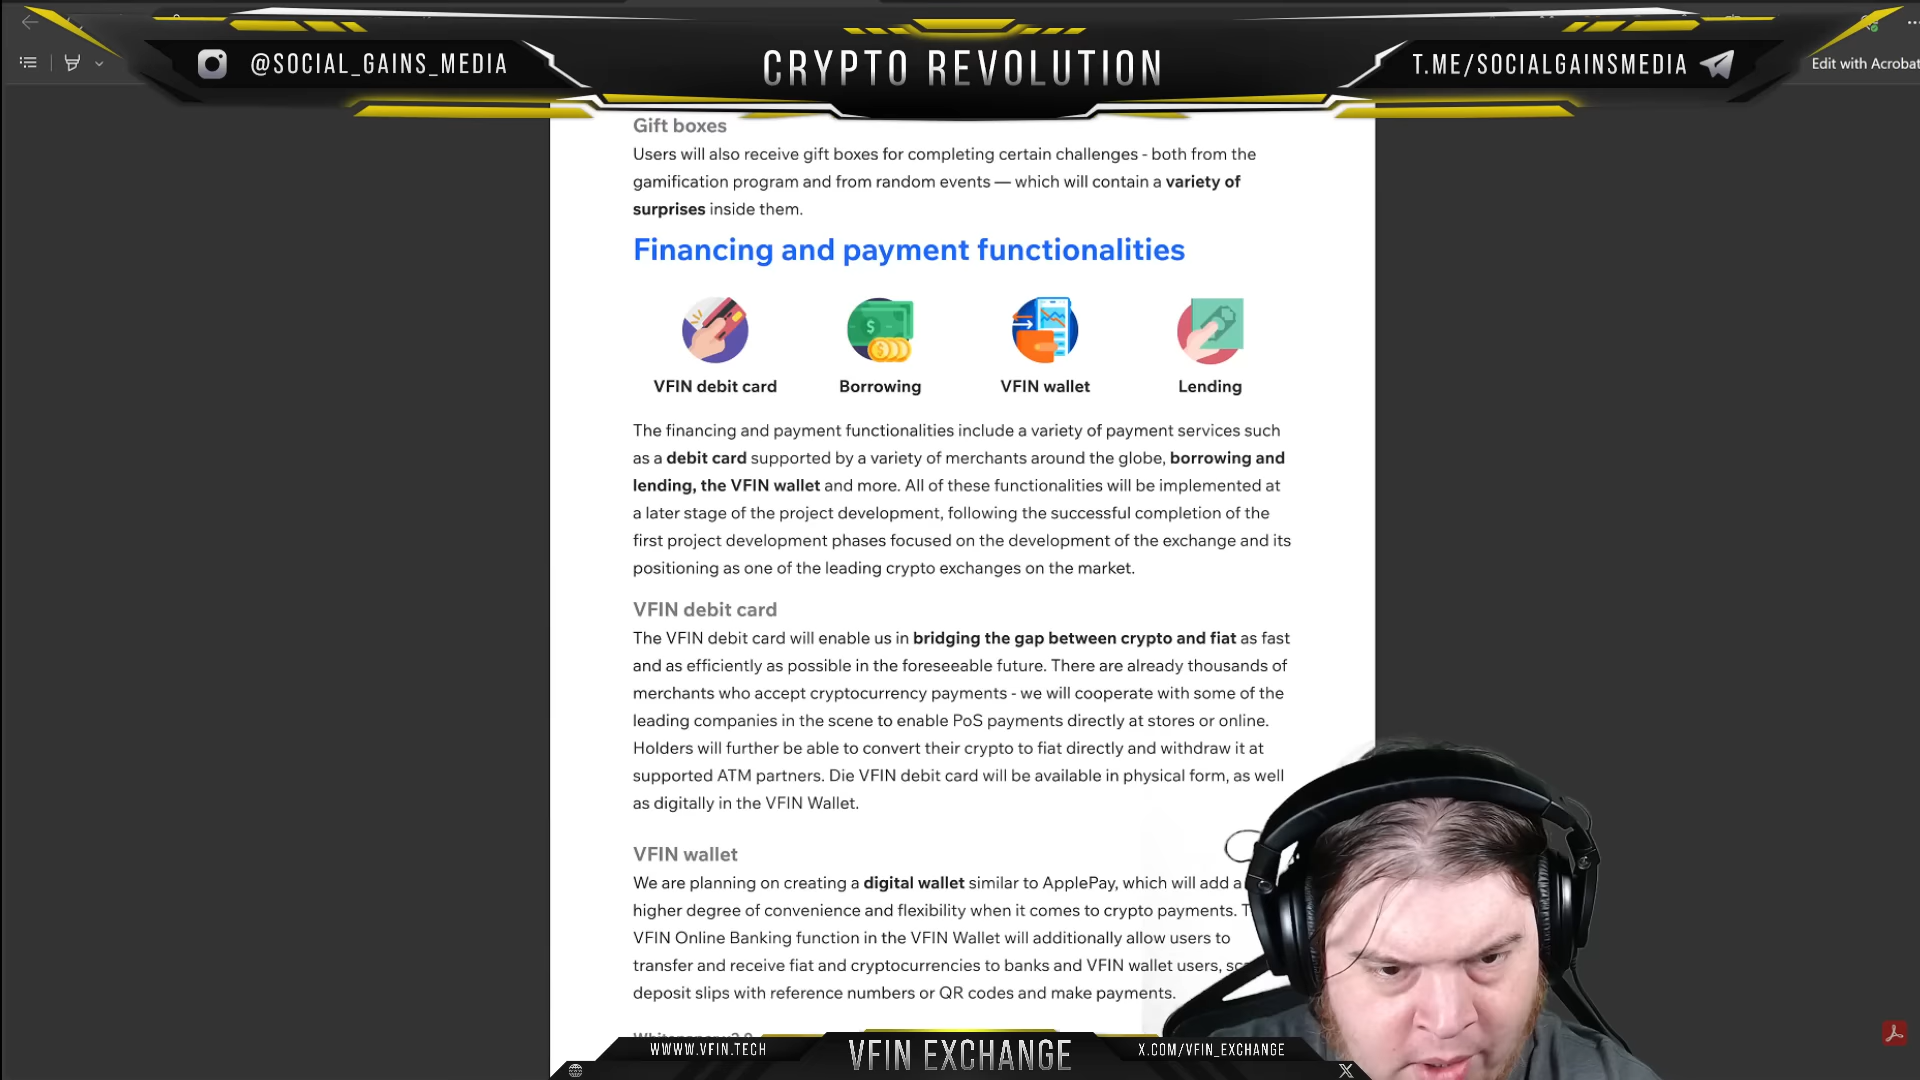 @SOCIAL_GAINS_MEDIA
CRYPTO REVOLUTION
T.ME/SOCIALGAINSMEDIA
Edit with Acrobat
Gift boxes
Users will also receive gift boxes for completing certain challenges - both from the
gamification program and from random events — which will contain a variety of
surprises inside them.
Financing and payment functionalities
VFIN debit card
Borrowing
VFIN wallet
Lending
The financing and payment functionalities include a variety of payment services such
as a debit card supported by a variety of merchants around the globe, borrowing and
lending, the VFIN wallet and more. All of these functionalities will be implemented at
a later stage of the project development, following the successful completion of the
first project development phases focused on the development of the exchange and its
positioning as one of the leading crypto exchanges on the market.
VFIN debit card
The VFIN debit card will enable us in bridging the gap between crypto and fiat as fast
and as efficiently as possible in the foreseeable future. There are already thousands of
merchants who accept cryptocurrency payments - we will cooperate with some of the
leading companies in the scene to enable PoS payments directly at stores or online.
Holders will further be able to convert their crypto to fiat directly and withdraw it at
supported ATM partners. Die VFIN debit card will be available in physical form, as well
as digitally in the VFIN Wallet.
VFIN wallet
We are planning on creating a digital wallet similar to ApplePay, which will add a
higher degree of convenience and flexibility when it comes to crypto payments.
VFIN Online Banking function in the VFIN Wallet will additionally allow users to
transfer and receive fiat and cryptocurrencies to banks and VFIN wallet users,
deposit slips with reference numbers or QR codes and make payments.
WWWW.VFIN.TECH
VFIN EXCHANGE
X.COM/VFIN_EXCHANGE